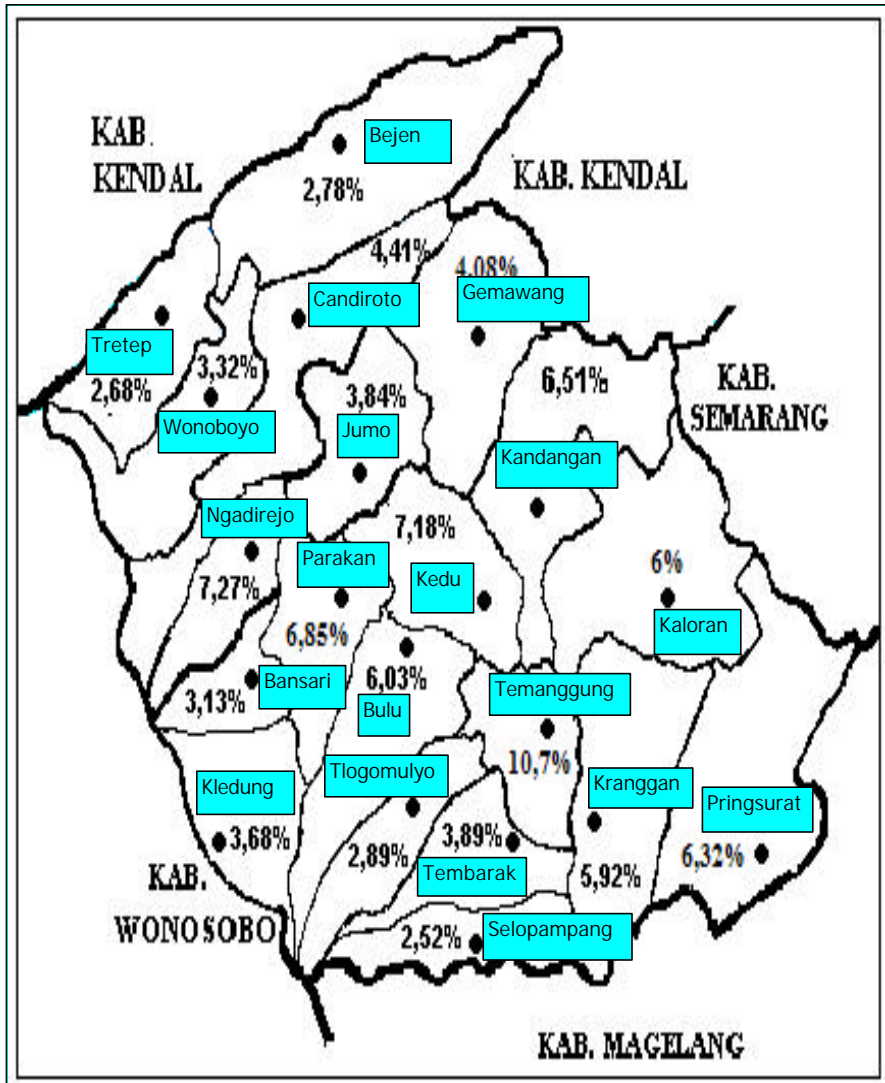 KAB.
KENDAL
Bejen
2,78%
KAB. KENDAL
4,41%
4,08%
Candiroto
Gemawang
Tretep
2,68%
3,32%
Wonoboyo
3,84%
Jumo
6,51%
KAB.
SEMARANG
Kandangan
Ngadirejo
7,27%
Parakan
6,85%
7,18%
Kedu
6%
Kaloran
Bansari
3,13%
6,03%
Bulu
Temanggung
10,7%
Kledung
3,68%
Tlogomulyo
2,89%
3,89%
Tembarak
Kranggan
5,92%
Pringsurat
6,32%
KAB.
WONOSOBO
2,52%
Selopampang
KAB. MAGELANG